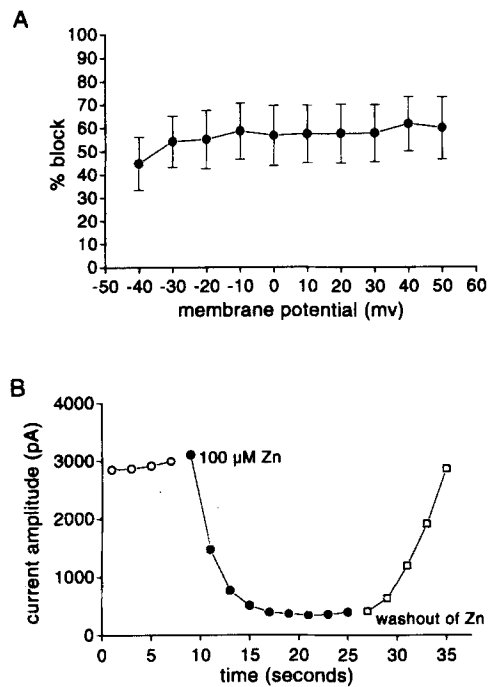 A
100
90
80
70
60
50
40
30
20
10
0
% block
-50 -40 -30 -20 -10 0 10 20 30 40 50 60
membrane potential (mv)
B
4000
3000
2000
1000
0
current amplitude (pA)
100 µM Zn
washout of Zn
0 5 10 15 20 25 30 35
time (seconds)